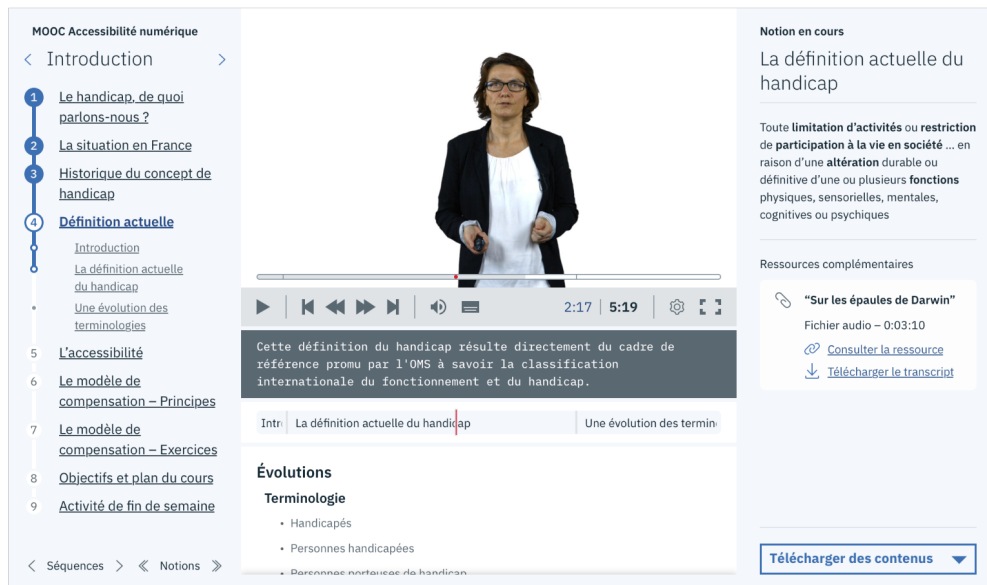 MOOC Accessibilité numérique
Introduction
1 Le handicap, de quoi
parlons-nous ?
2 La situation en France
3 Historique du concept de
handicap
4 Définition actuelle
Introduction
La définition actuelle
du handicap
Une évolution des
terminologies
5 L'accessibilité
6 Le modèle de
compensation – Principes
7 Le modèle de
compensation – Exercices
8 Objectifs et plan du cours
9 Activité de fin de semaine
Séquences
Notions
2:17 | 5:19
Cette définition du handicap résulte directement du cadre de
référence promu par l'OMS à savoir la classification
internationale du fonctionnement et du handicap.
Intr
La définition actuelle du handicap
Une évolution des termin
Évolutions
Terminologie
• Handicapés
• Personnes handicapées
• Personnes porteuses de handicap
Notion en cours
La définition actuelle du
handicap
Toute limitation d’activités ou restriction
de participation à la vie en société … en
raison d’une altération durable ou
définitive d’une ou plusieurs fonctions
physiques, sensorielles, mentales,
cognitives ou psychiques
Ressources complémentaires
“Sur les épaules de Darwin”
Fichier audio – 0:03:10
Consulter la ressource
Télécharger le transcript
Télécharger des contenus